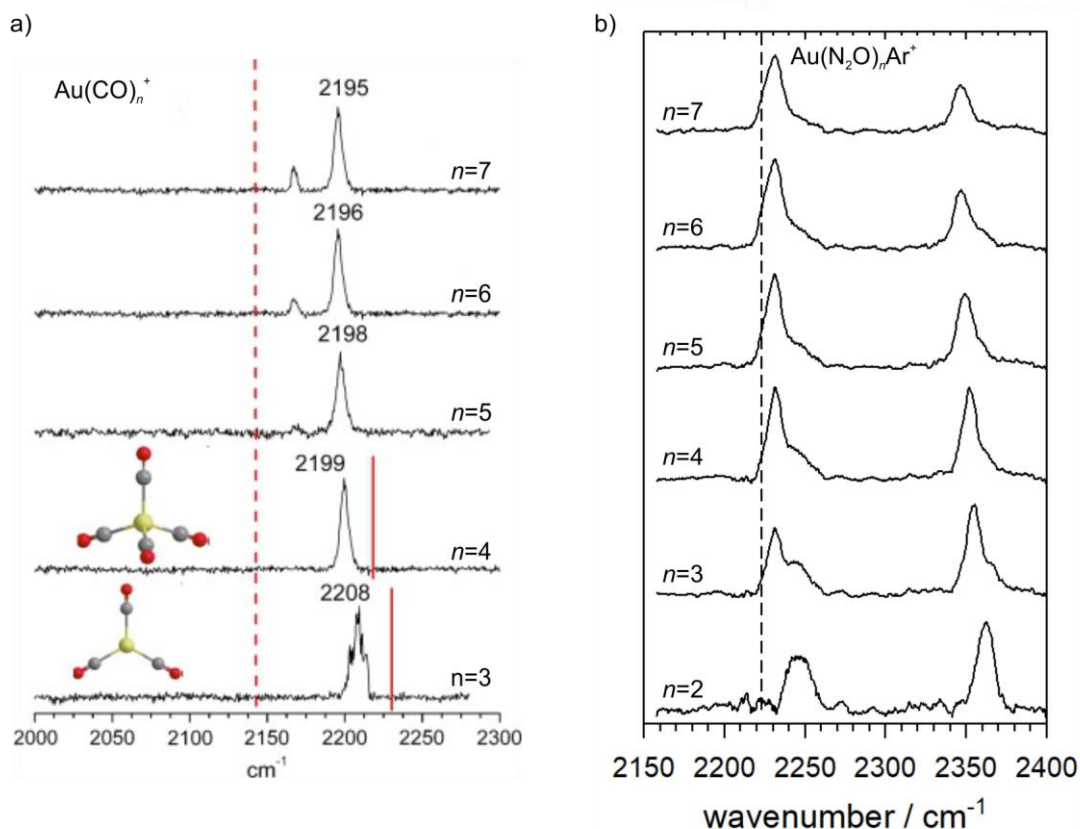 a)
Au(CO)ₙ⁺
2195
n=7
2196
n=6
2198
n=5
2199
n=4
2208
n=3
2000 2050 2100 2150 2200 2250 2300
cm⁻¹
b)
Au(N₂O)ₙAr⁺
n=7
n=6
n=5
n=4
n=3
n=2
2150 2200 2250 2300 2350 2400
wavenumber / cm⁻¹